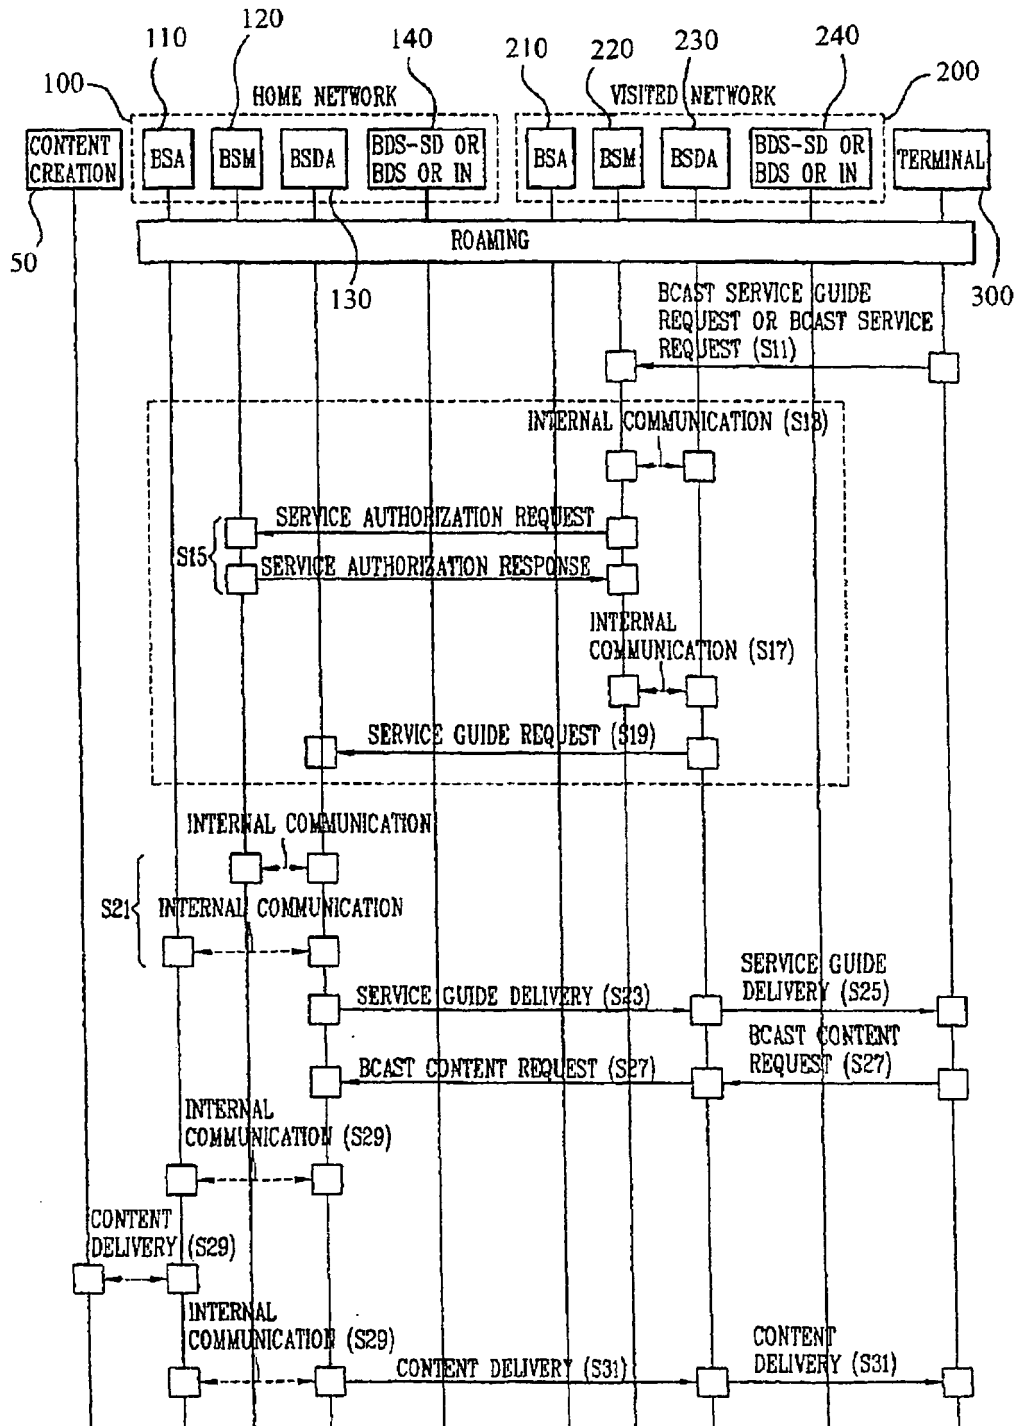 110
120
140
210
220
230
240
100
HOME NETWORK
VISITED NETWORK
200
CONTENT
CREATION
BSA
BSM
BSDA
BDS-SD OR
BDS OR IN
BSA
BSM
BSDA
BDS-SD OR
BDS OR IN
TERMINAL
50
130
300
ROAMING
BCAST SERVICE GUIDE
REQUEST OR BCAST SERVICE
REQUEST (S11)
INTERNAL COMMUNICATION (S13)
SERVICE AUTHORIZATION REQUEST
S15
SERVICE AUTHORIZATION RESPONSE
INTERNAL
COMMUNICATION (S17)
SERVICE GUIDE REQUEST (S19)
INTERNAL COMMUNICATION
S21
INTERNAL COMMUNICATION
SERVICE GUIDE DELIVERY (S23)
SERVICE GUIDE
DELIVERY (S25)
BCAST CONTENT REQUEST (S27)
BCAST CONTENT
REQUEST (S27)
INTERNAL
COMMUNICATION (S29)
CONTENT
DELIVERY (S29)
INTERNAL
COMMUNICATION (S29)
CONTENT DELIVERY (S31)
CONTENT
DELIVERY (S31)